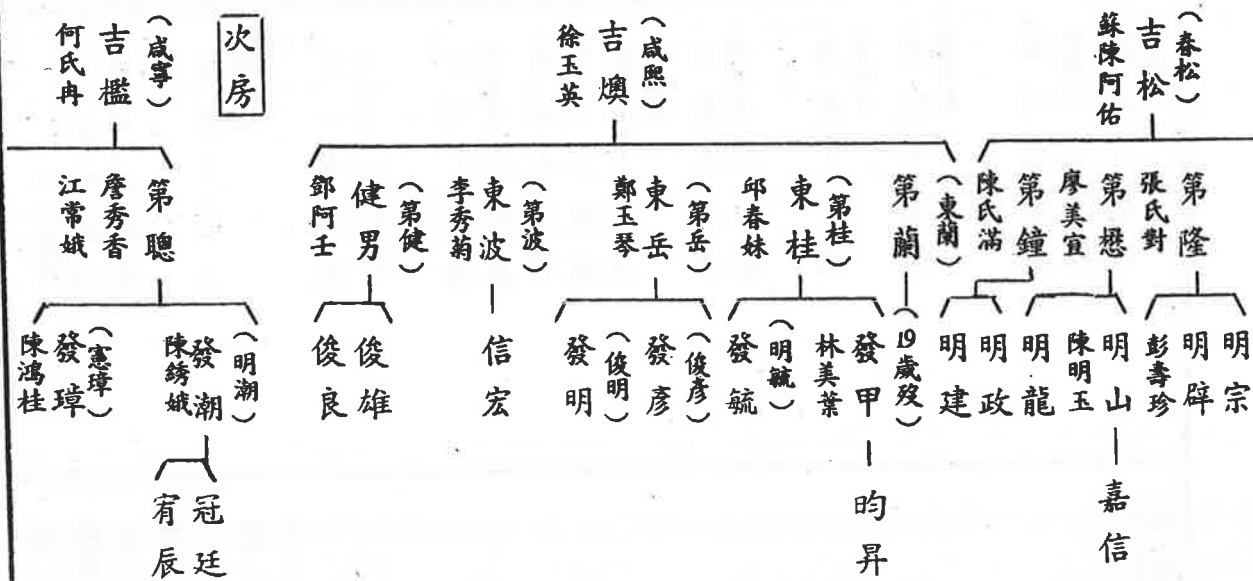 （春松）
吉松
蘇陳阿佑
（咸熙）
吉燠
徐玉英
次房
（咸寧）
吉檻
何氏冉
第隆
張氏對
第懋
廖美宜
第鐘
陳氏滿
（東蘭）
第蘭
（第桂）
東桂
邱春妹
（第岳）
東岳
鄭玉琴
（第波）
東波
李秀菊
（第健）
健男
鄧阿壬
第聰
詹秀香
江常娥
明宗
明辟
彭壽珍
明山
陳明玉
明龍
明政
明建
（19歲歿）
發甲
林美葉
（明毓）
發毓
（俊彥）
發彥
（俊明）
發明
信宏
俊雄
俊良
（明潮）
發潮
陳綉娥
（憲璋）
發璋
陳鴻桂
嘉信
昀昇
冠廷
宥辰